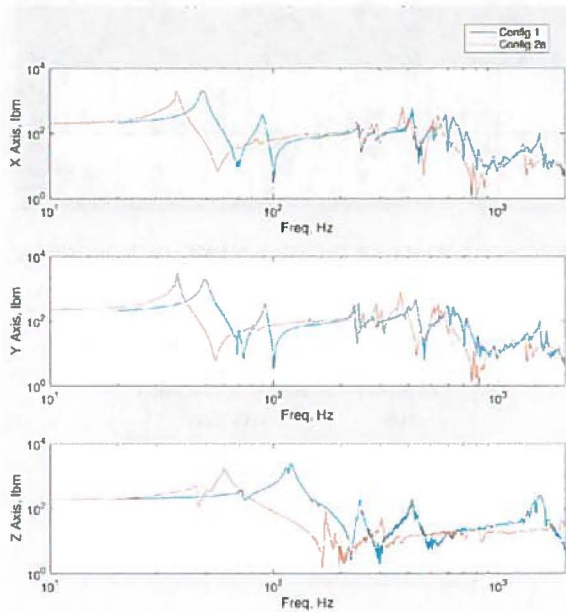 Config 1
Config 2a
X Axis, lbm
10^4
10^2
10^0
10^1
10^2
10^3
Freq, Hz
Y Axis, lbm
10^4
10^2
10^0
10^1
10^2
10^3
Freq, Hz
Z Axis, lbm
10^4
10^2
10^0
10^1
10^2
10^3
Freq, Hz